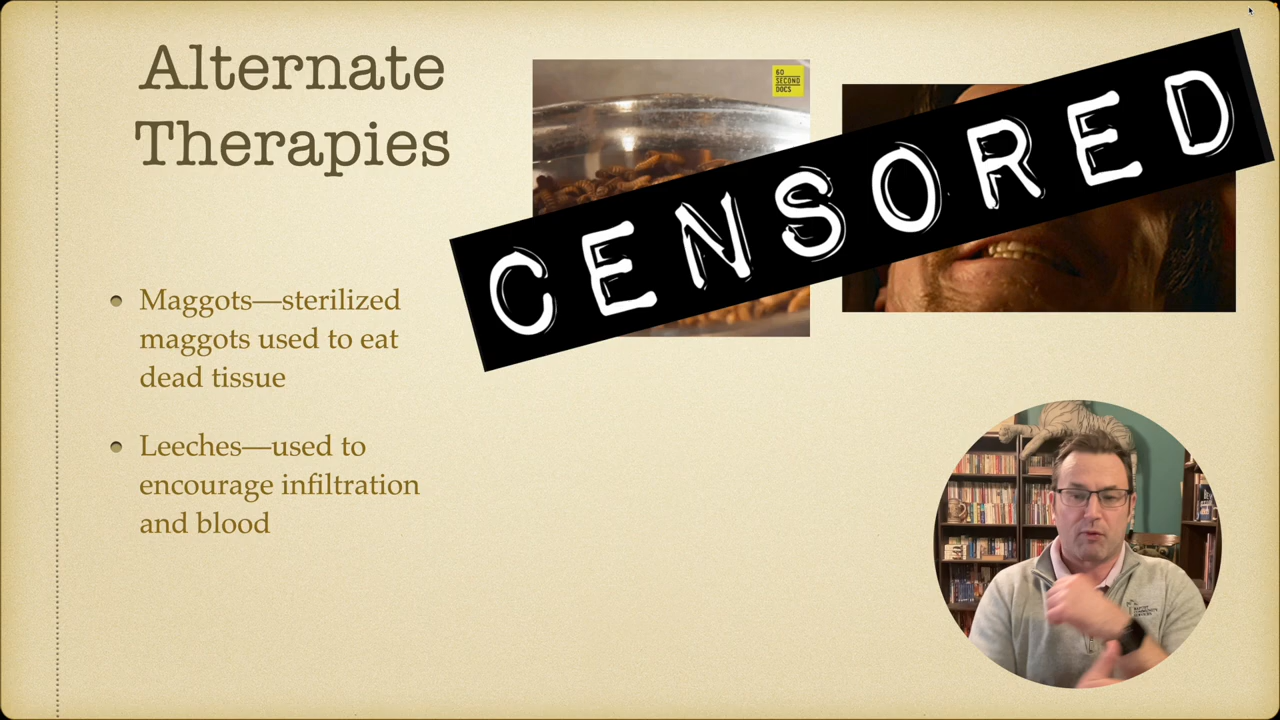 Alternate
Therapies
60
SECOND
DOCS
CENSORED
Maggots—sterilized
maggots used to eat
dead tissue
Leeches—used to
encourage infiltration
and blood